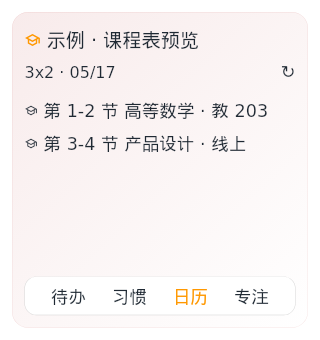 示例 · 课程表预览
3x2 · 05/17 ↻
第 1-2 节 高等数学 · 教 203
第 3-4 节 产品设计 · 线上
待办 习惯 日历 专注